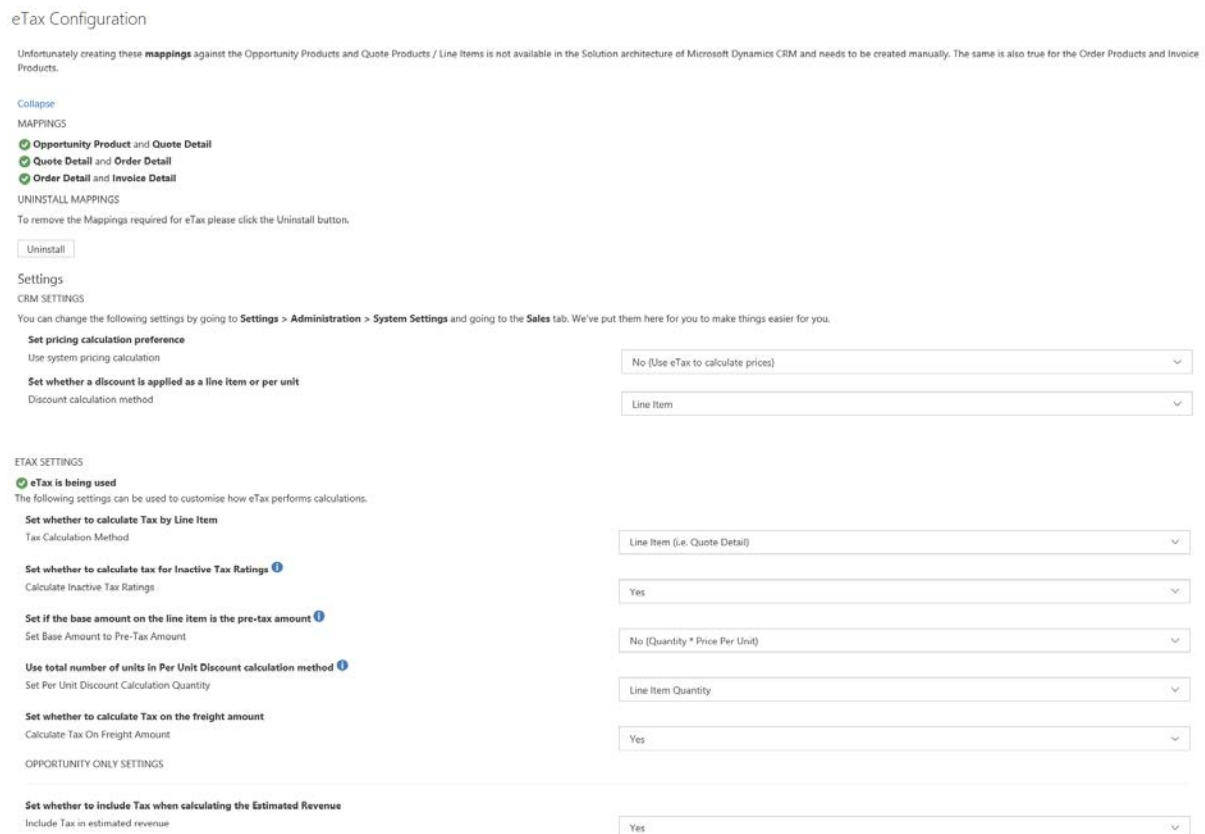 eTax Configuration
Unfortunately creating these mappings against the Opportunity Products and Quote Products / Line Items is not available in the Solution architecture of Microsoft Dynamics CRM and needs to be created manually. The same is also true for the Order Products and Invoice
Products.
Collapse
MAPPINGS
Opportunity Product and Quote Detail
Quote Detail and Order Detail
Order Detail and Invoice Detail
UNINSTALL MAPPINGS
To remove the Mappings required for eTax please click the Uninstall button.
Uninstall
Settings
CRM SETTINGS
You can change the following settings by going to Settings > Administration > System Settings and going to the Sales tab. We've put them here for you to make things easier for you.
Set pricing calculation preference
Use system pricing calculation
No (Use eTax to calculate prices)
Set whether a discount is applied as a line item or per unit
Discount calculation method
Line Item
ETAX SETTINGS
eTax is being used
The following settings can be used to customise how eTax performs calculations.
Set whether to calculate Tax by Line Item
Tax Calculation Method
Line Item (i.e. Quote Detail)
Set whether to calculate tax for Inactive Tax Ratings
Calculate Inactive Tax Ratings
Yes
Set if the base amount on the line item is the pre-tax amount
Set Base Amount to Pre-Tax Amount
No (Quantity * Price Per Unit)
Use total number of units in Per Unit Discount calculation method
Set Per Unit Discount Calculation Quantity
Line Item Quantity
Set whether to calculate Tax on the freight amount
Calculate Tax On Freight Amount
Yes
OPPORTUNITY ONLY SETTINGS
Set whether to include Tax when calculating the Estimated Revenue
Include Tax in estimated revenue
Yes